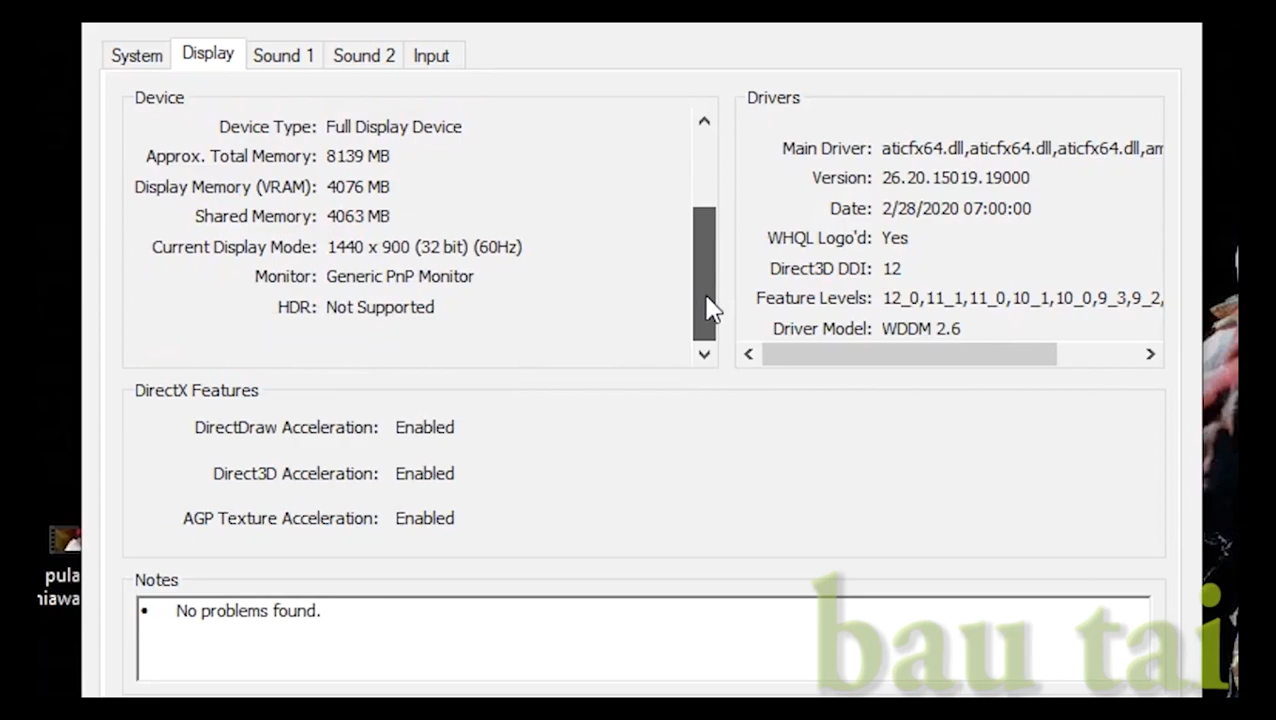 System Display Sound 1 Sound 2 Input
Device
Device Type: Full Display Device
Approx. Total Memory: 8139 MB
Display Memory (VRAM): 4076 MB
Shared Memory: 4063 MB
Current Display Mode: 1440 x 900 (32 bit) (60Hz)
Monitor: Generic PnP Monitor
HDR: Not Supported
Drivers
Main Driver: aticfx64.dll,aticfx64.dll,aticfx64.dll,am
Version: 26.20.15019.19000
Date: 2/28/2020 07:00:00
WHQL Logo'd: Yes
Direct3D DDI: 12
Feature Levels: 12_0,11_1,11_0,10_1,10_0,9_3,9_2,
Driver Model: WDDM 2.6
DirectX Features
DirectDraw Acceleration: Enabled
Direct3D Acceleration: Enabled
AGP Texture Acceleration: Enabled
pula
niawa
Notes
• No problems found.
bau tai